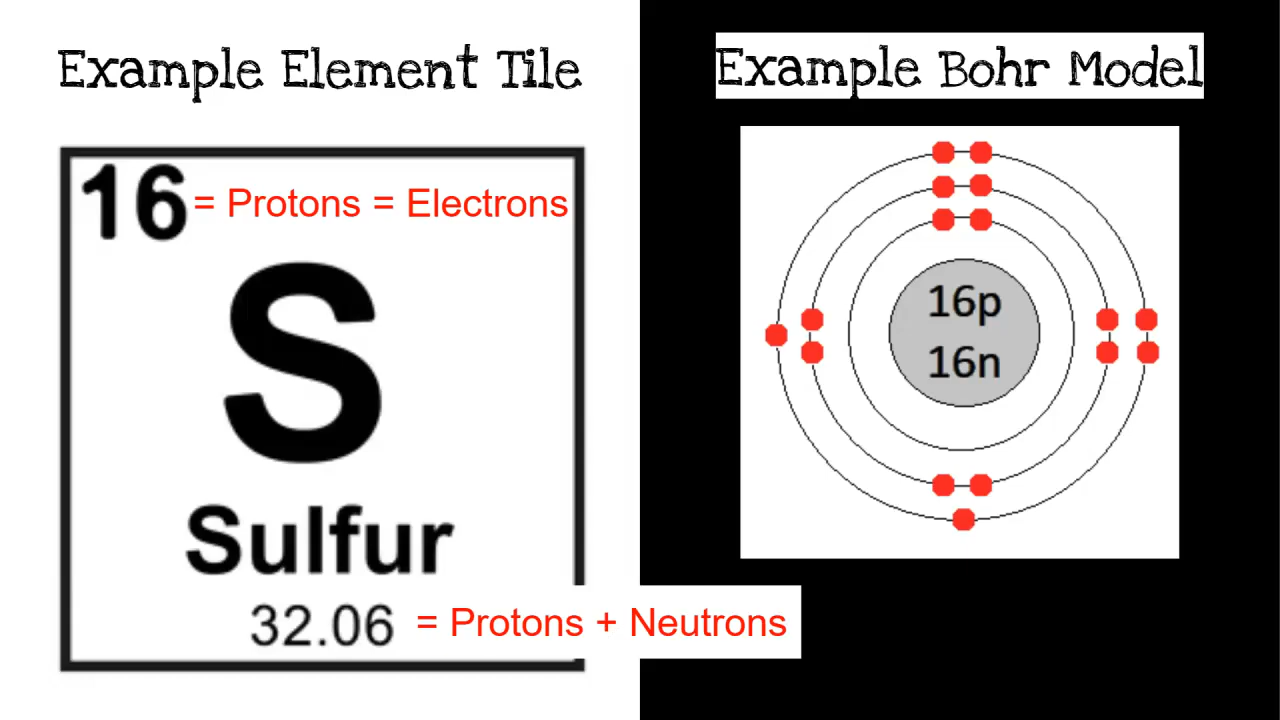 Example Element Tile
16 = Protons = Electrons
S
Sulfur
32.06 = Protons + Neutrons
Example Bohr Model
16p
16n